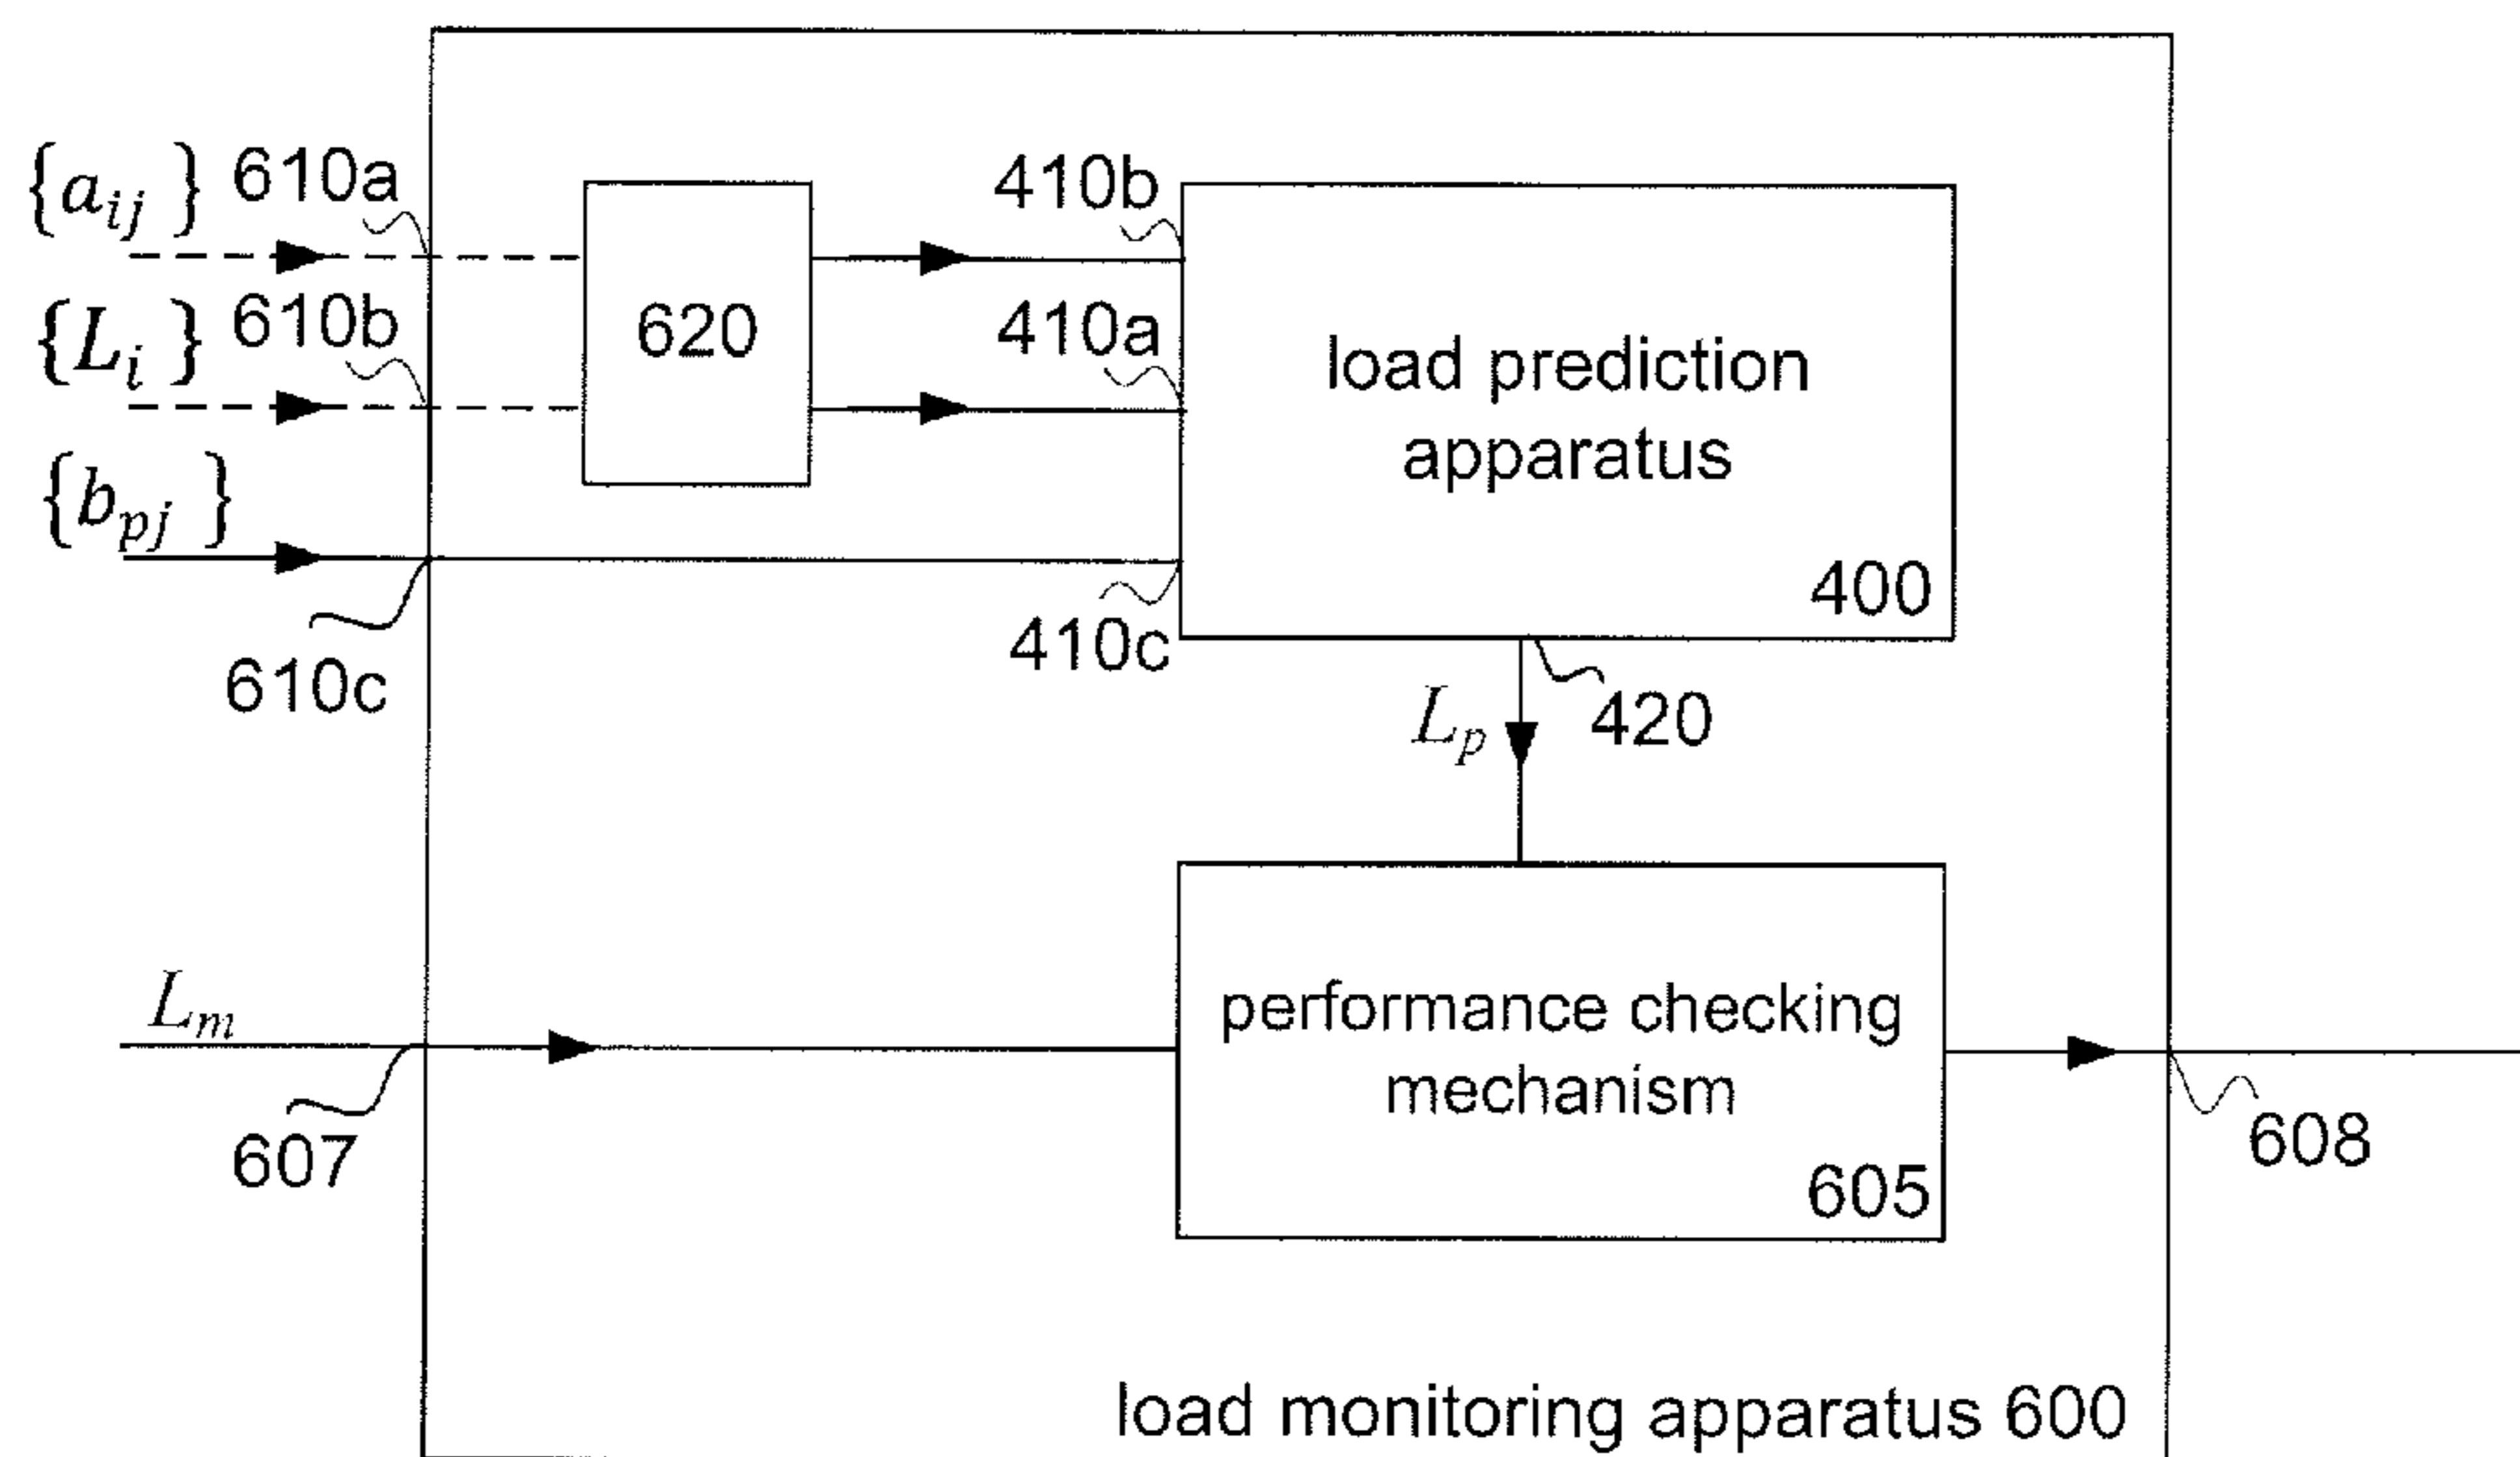 {a_ij} 610a
410b
{L_i} 610b
620
410a
load prediction
apparatus
{b_pj}
400
610c
410c
L_p
420
L_m
performance checking
mechanism
607
605
608
load monitoring apparatus 600